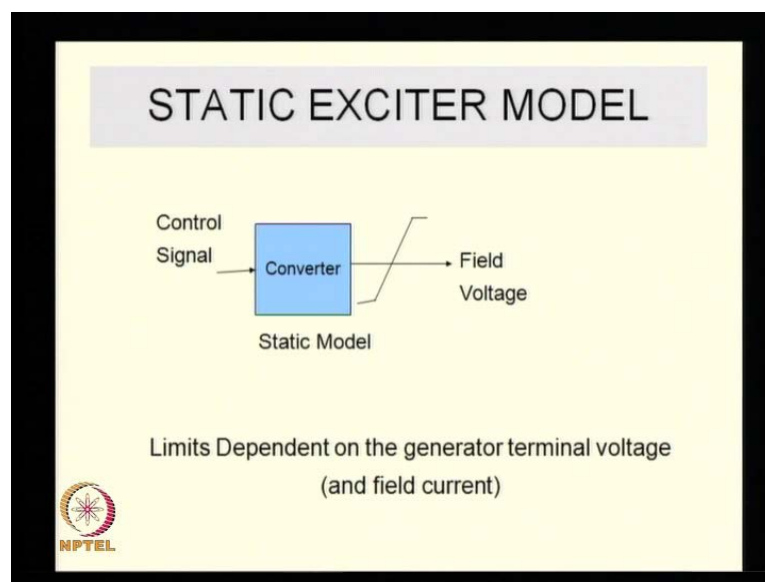 STATIC EXCITER MODEL
Control
Signal
Converter
Field
Voltage
Static Model
Limits Dependent on the generator terminal voltage
(and field current)
NPTEL